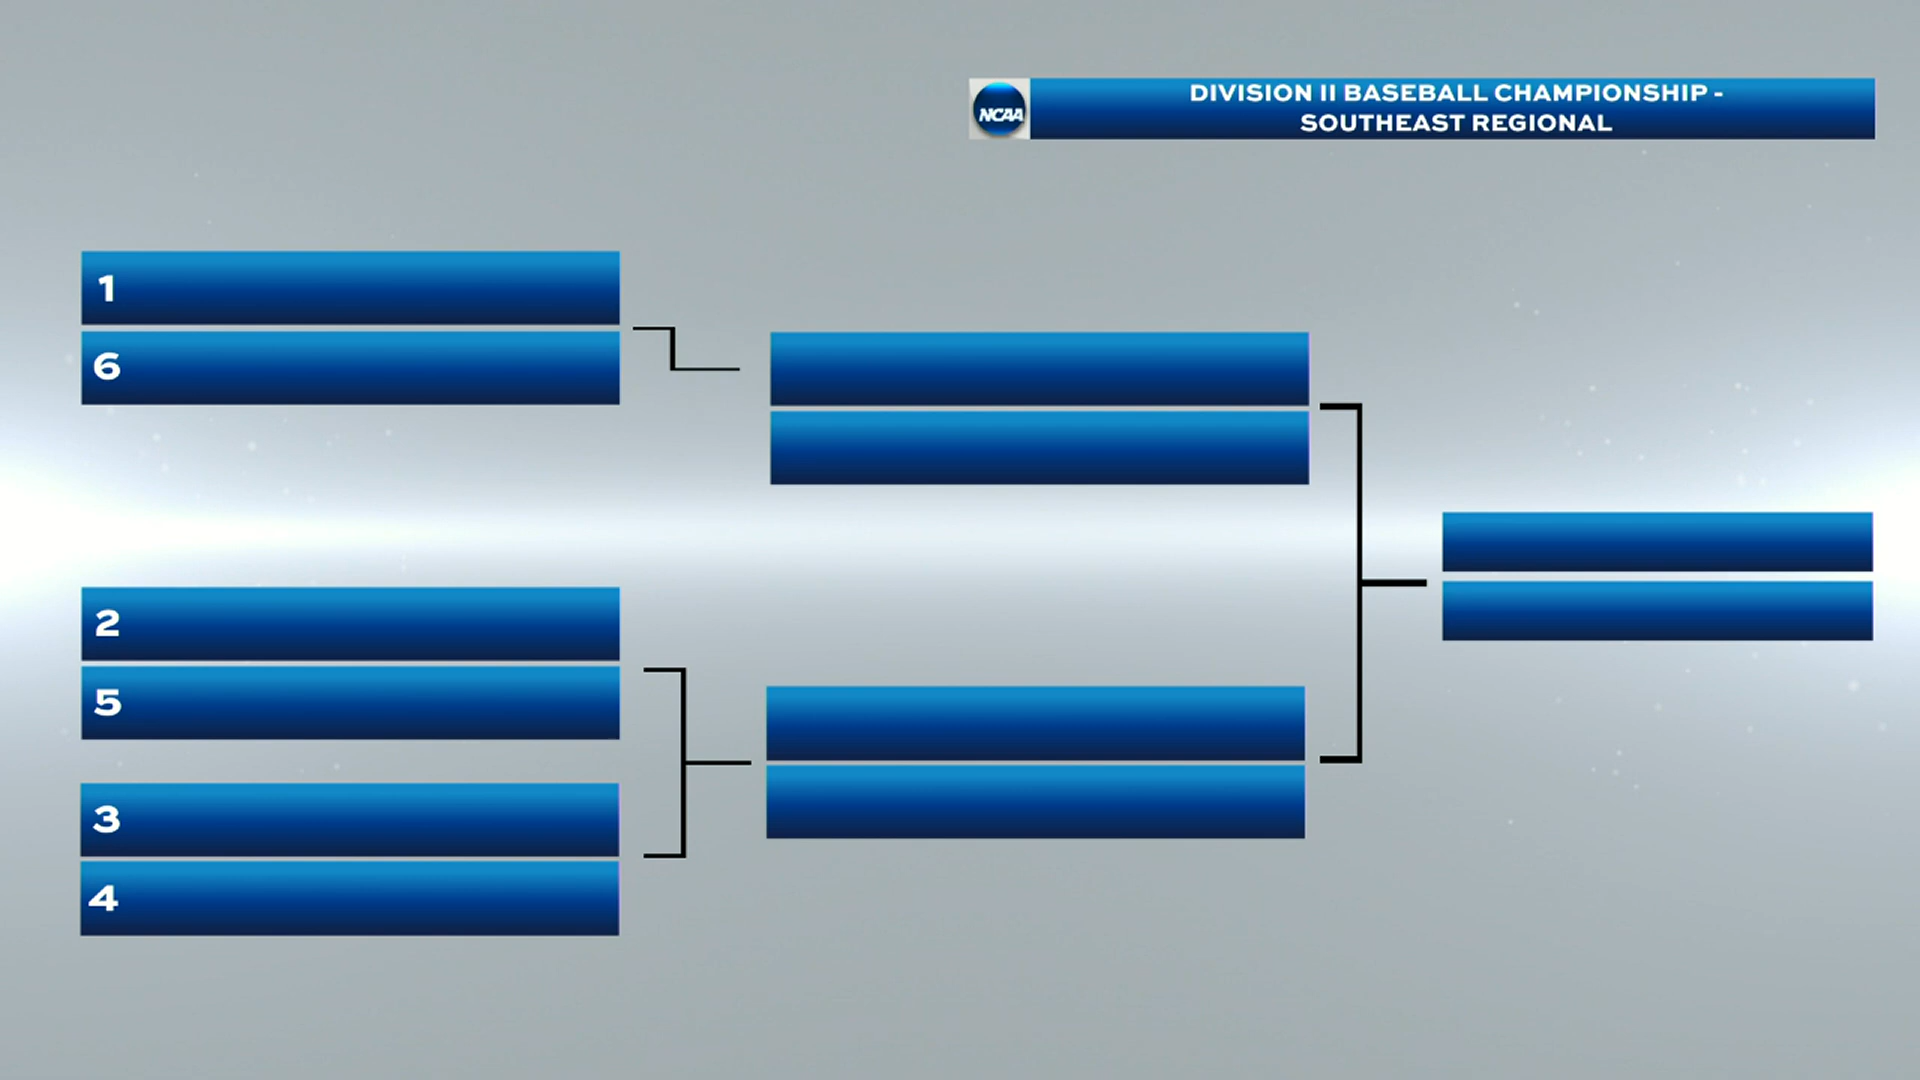 NCAA
DIVISION II BASEBALL CHAMPIONSHIP -
SOUTHEAST REGIONAL
1
6
2
5
3
4